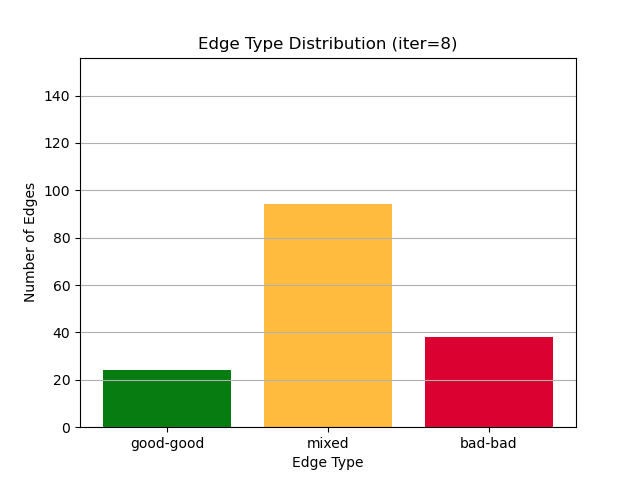 Edge Type Distribution (iter=8)
Number of Edges
140
120
100
80
60
40
20
0
good-good mixed bad-bad
Edge Type